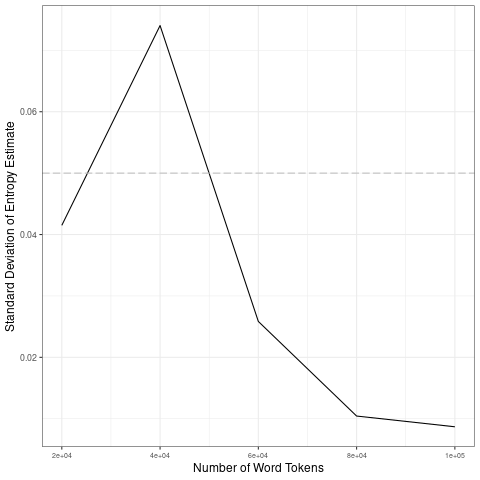 Standard Deviation of Entropy Estimate
0.06
0.04
0.02
2e+04 4e+04 6e+04 8e+04 1e+05
Number of Word Tokens